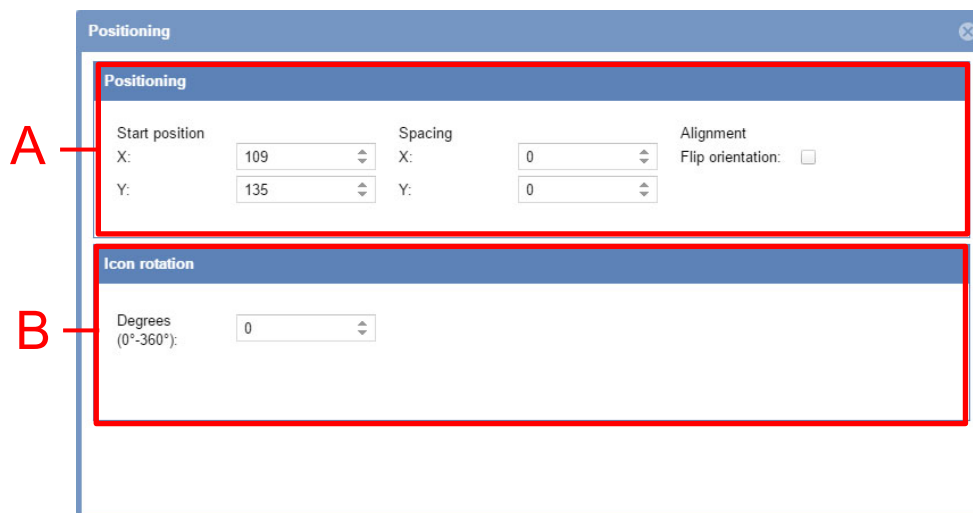 Positioning
Positioning
A
Start position Spacing Alignment
X: 109 X: 0 Flip orientation:
Y: 135 Y: 0
Icon rotation
B
Degrees
(0°-360°): 0